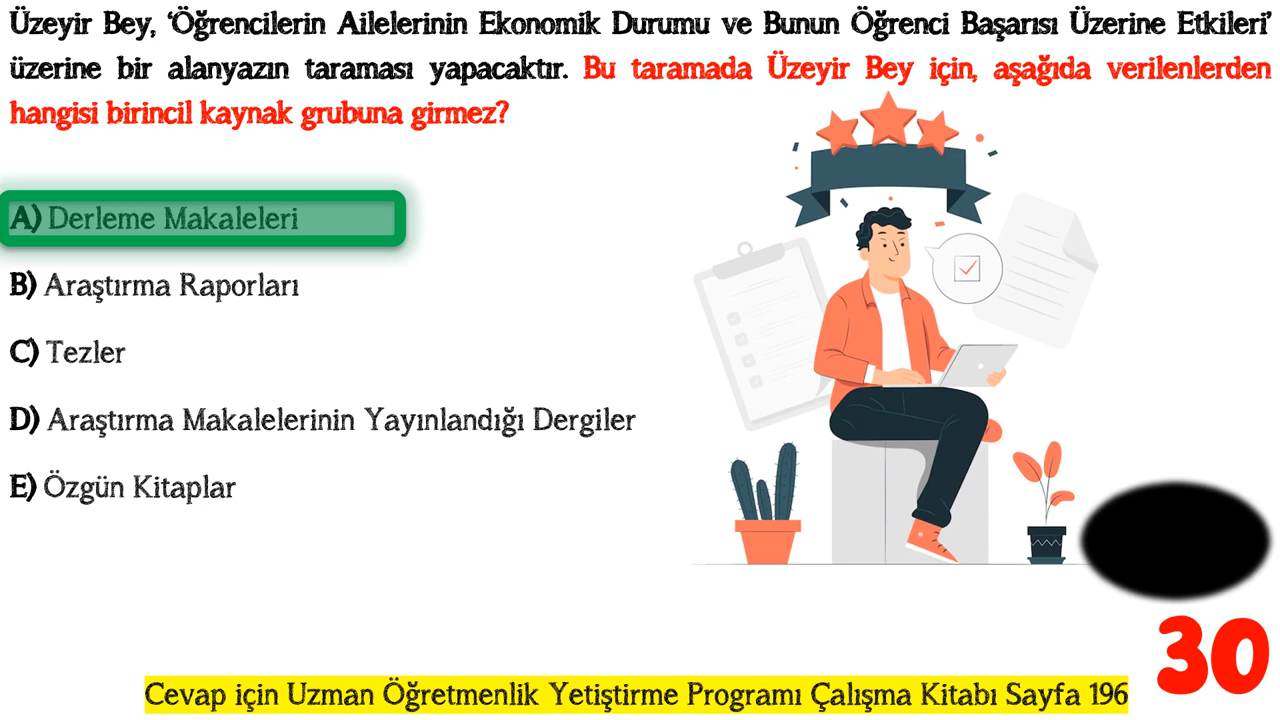 Üzeyir Bey, ‘Öğrencilerin Ailelerinin Ekonomik Durumu ve Bunun Öğrenci Başarısı Üzerine Etkileri’
üzerine bir alanyazın taraması yapacaktır. Bu taramada Üzeyir Bey için, aşağıda verilenlerden
hangisi birincil kaynak grubuna girmez?
A) Derleme Makaleleri
B) Araştırma Raporları
C) Tezler
D) Araştırma Makalelerinin Yayınlandığı Dergiler
E) Özgün Kitaplar
30
Cevap için Uzman Öğretmenlik Yetiştirme Programı Çalışma Kitabı Sayfa 196